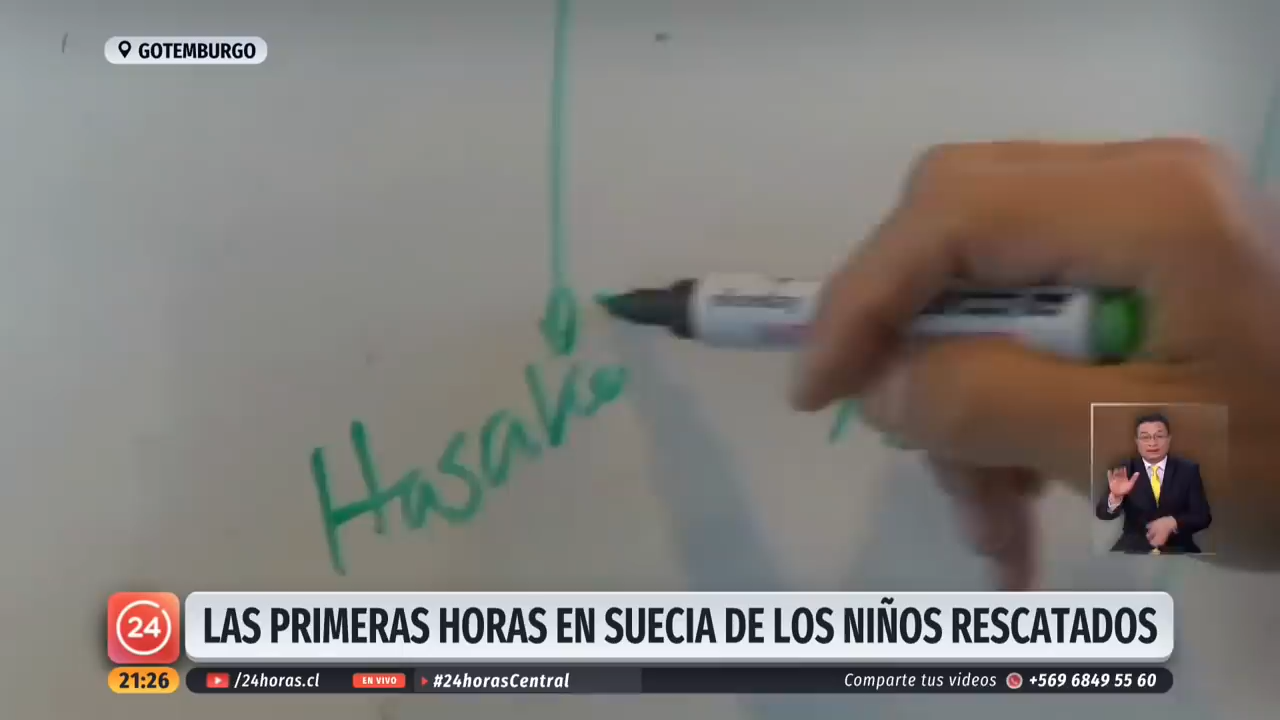 GOTEMBURGO
Hasake
24
LAS PRIMERAS HORAS EN SUECIA DE LOS NIÑOS RESCATADOS
21:26
/24horas.cl
EN VIVO
#24horasCentral
Comparte tus videos
+569 6849 55 60